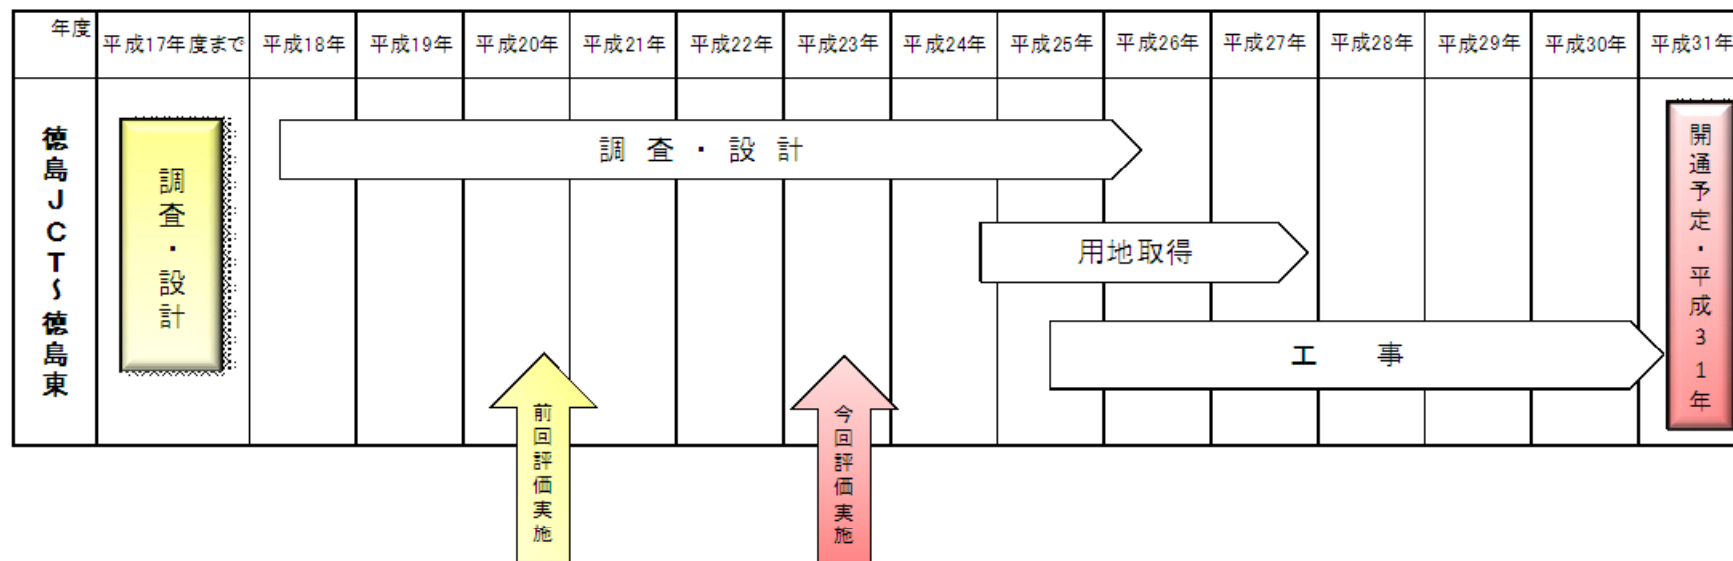 年度
平成17年度まで
平成18年
平成19年
平成20年
平成21年
平成22年
平成23年
平成24年
平成25年
平成26年
平成27年
平成28年
平成29年
平成30年
平成31年
徳島JCT～徳島東
調査・設計
調査・設計
用地取得
工事
開通予定・平成31年
前回評価実施
今回評価実施